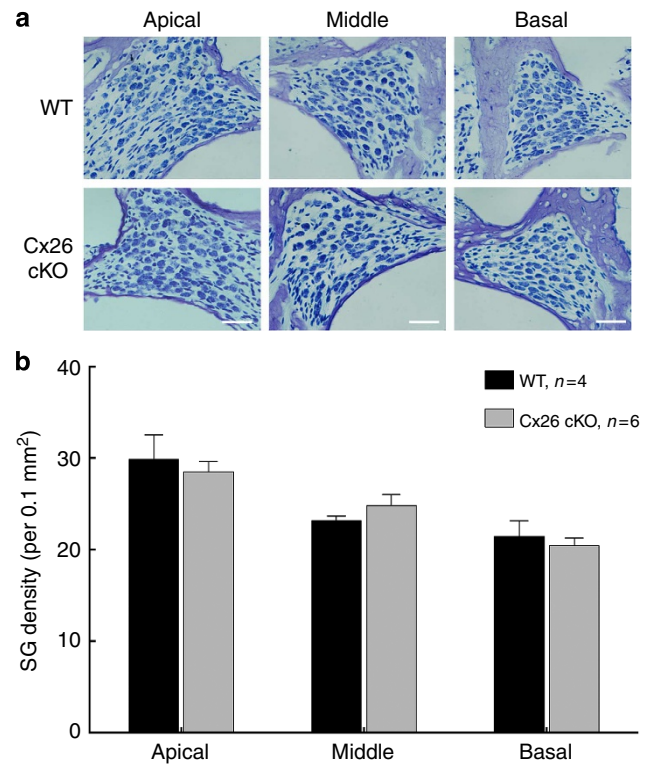 a
Apical Middle Basal
WT
Cx26
cKO
b
40
30
20
10
0
SG density (per 0.1 mm²)
WT, n=4
Cx26 cKO, n=6
Apical Middle Basal